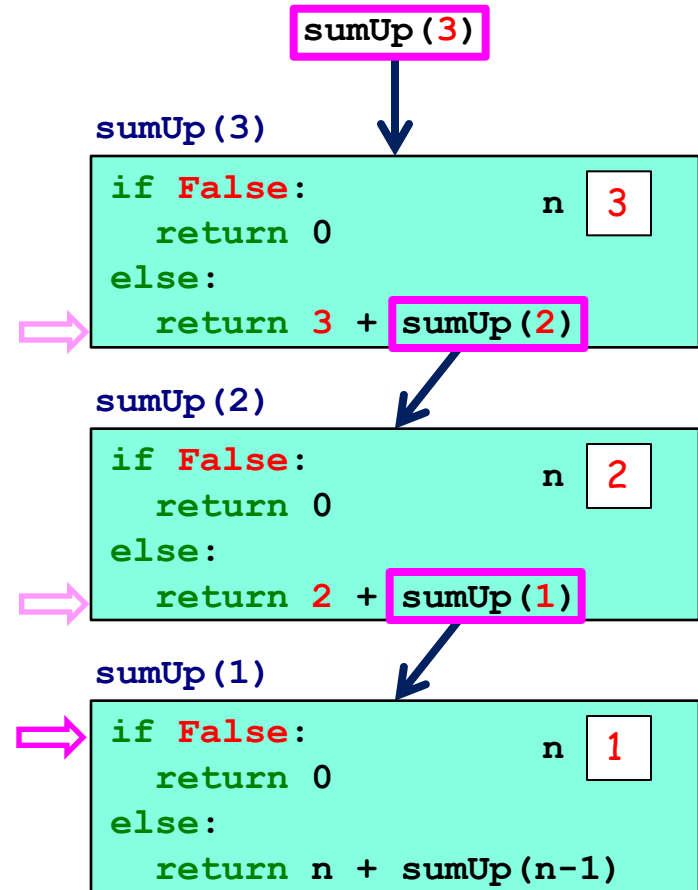 sumUp(3)
sumUp(3)
if False: n 3
  return 0
else:
  return 3 + sumUp(2)
sumUp(2)
if False: n 2
  return 0
else:
  return 2 + sumUp(1)
sumUp(1)
if False: n 1
  return 0
else:
  return n + sumUp(n-1)